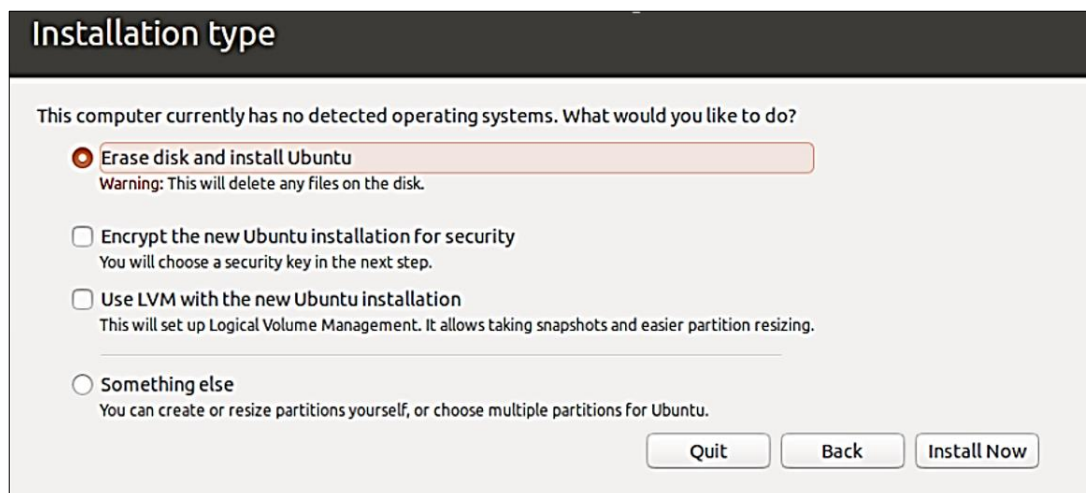 Installation type
This computer currently has no detected operating systems. What would you like to do?
Erase disk and install Ubuntu
Warning: This will delete any files on the disk.
Encrypt the new Ubuntu installation for security
You will choose a security key in the next step.
Use LVM with the new Ubuntu installation
This will set up Logical Volume Management. It allows taking snapshots and easier partition resizing.
Something else
You can create or resize partitions yourself, or choose multiple partitions for Ubuntu.
Quit Back Install Now